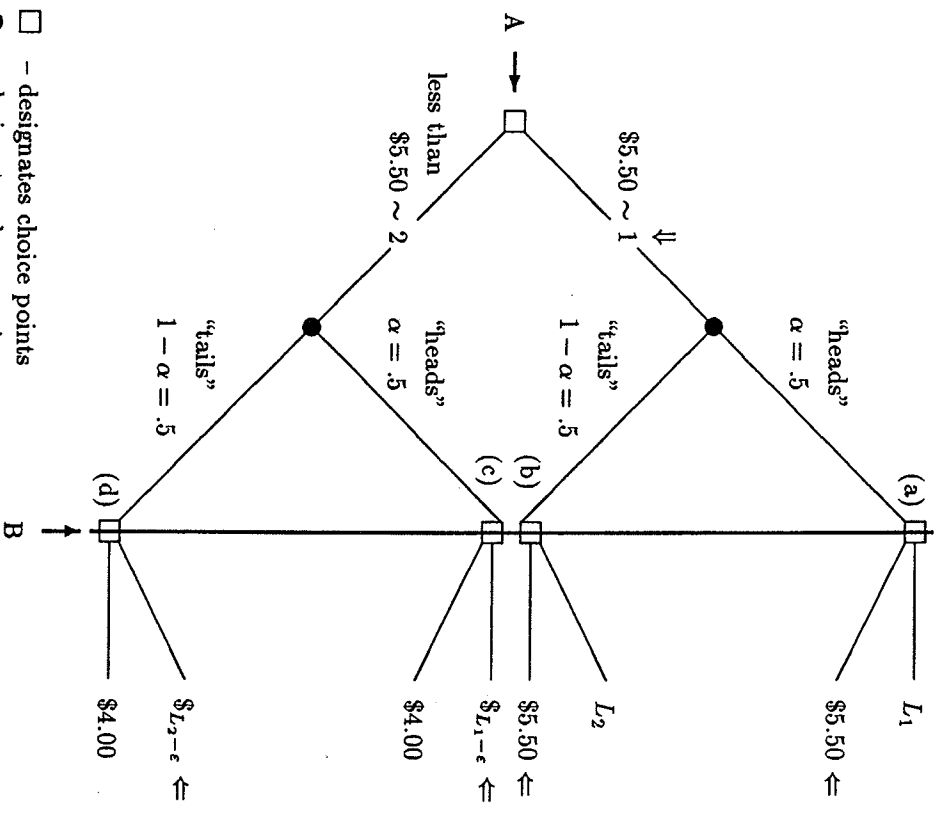 (a)
L₁
"heads"
α = .5
$5.50 ⇐
⇓
$5.50 ~ 1
"tails"
1 − α = .5
L₂
(b)
$5.50 ⇐
A
(c)
$L₁₋ε ⇐
less than
$5.50 ~ 2
"heads"
α = .5
$4.00
"tails"
1 − α = .5
$L₂₋ε ⇐
(d)
$4.00
□ – designates choice points
B